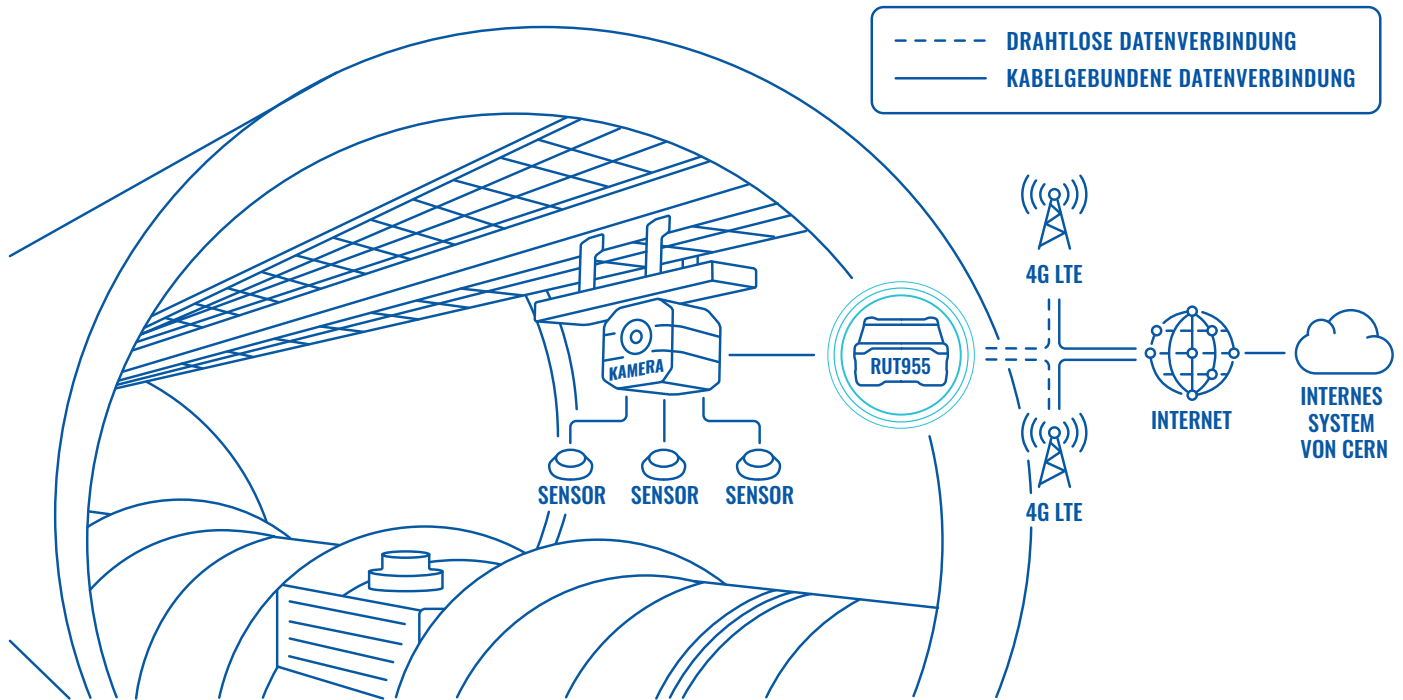 DRAHTLOSE DATENVERBINDUNG
KABELGEBUNDENE DATENVERBINDUNG
4G LTE
KAMERA
RUT955
SENSOR
SENSOR
SENSOR
INTERNET
INTERNES
SYSTEM
VON CERN
4G LTE